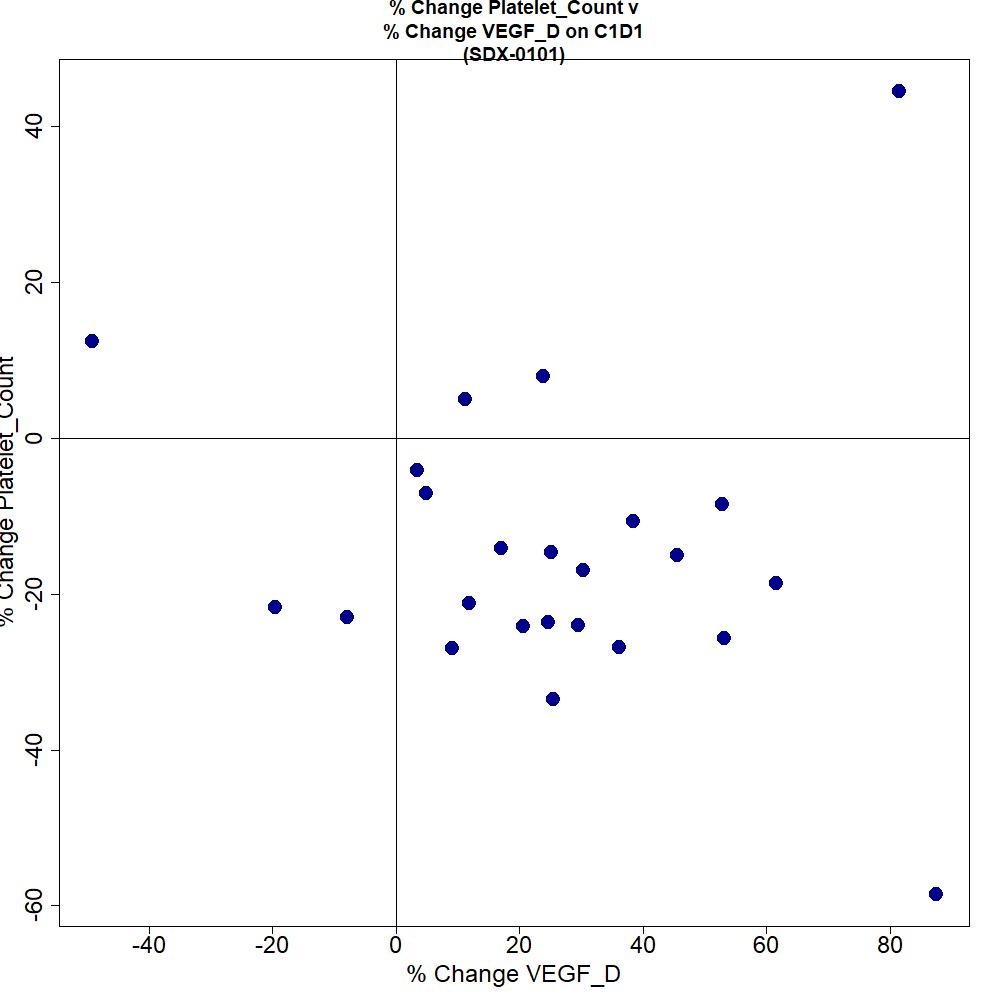 % Change Platelet_Count v
% Change VEGF_D on C1D1
(SDX-0101)
% Change Platelet_Count
40
20
0
-20
-40
-60
-40
-20
0
20
40
60
80
% Change VEGF_D